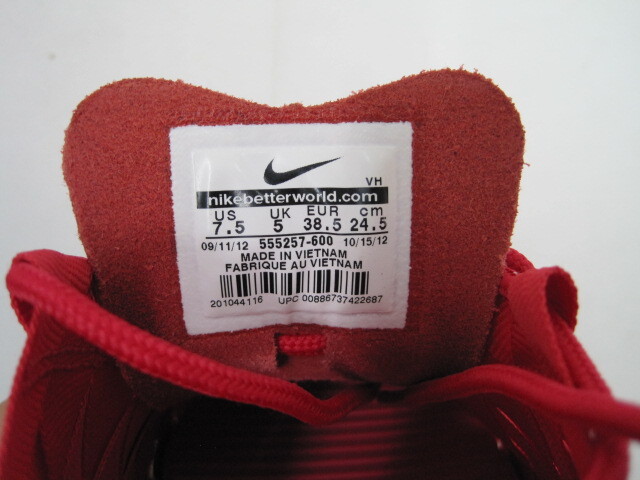 VH
nikebetterworld.com
US UK EUR cm
7.5 5 38.5 24.5
09/11/12 555257-600 10/15/12
MADE IN VIETNAM
FABRIQUE AU VIETNAM
201044116 UPC 00886737422687